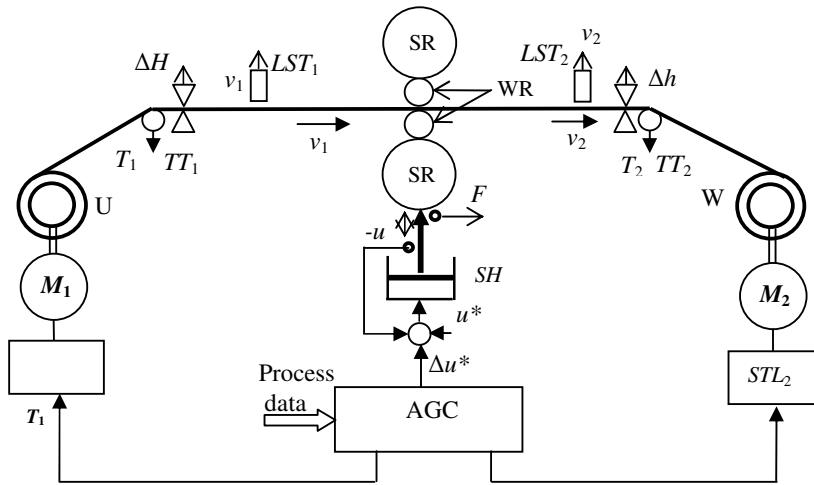 SR
v₂
ΔH
LST₁
LST₂
Δh
v₁
WR
v₁
v₂
T₁
TT₁
T₂
TT₂
SR
F
U
W
-u
SH
M₁
M₂
u*
Δu*
STL₂
Process
data
AGC
T₁